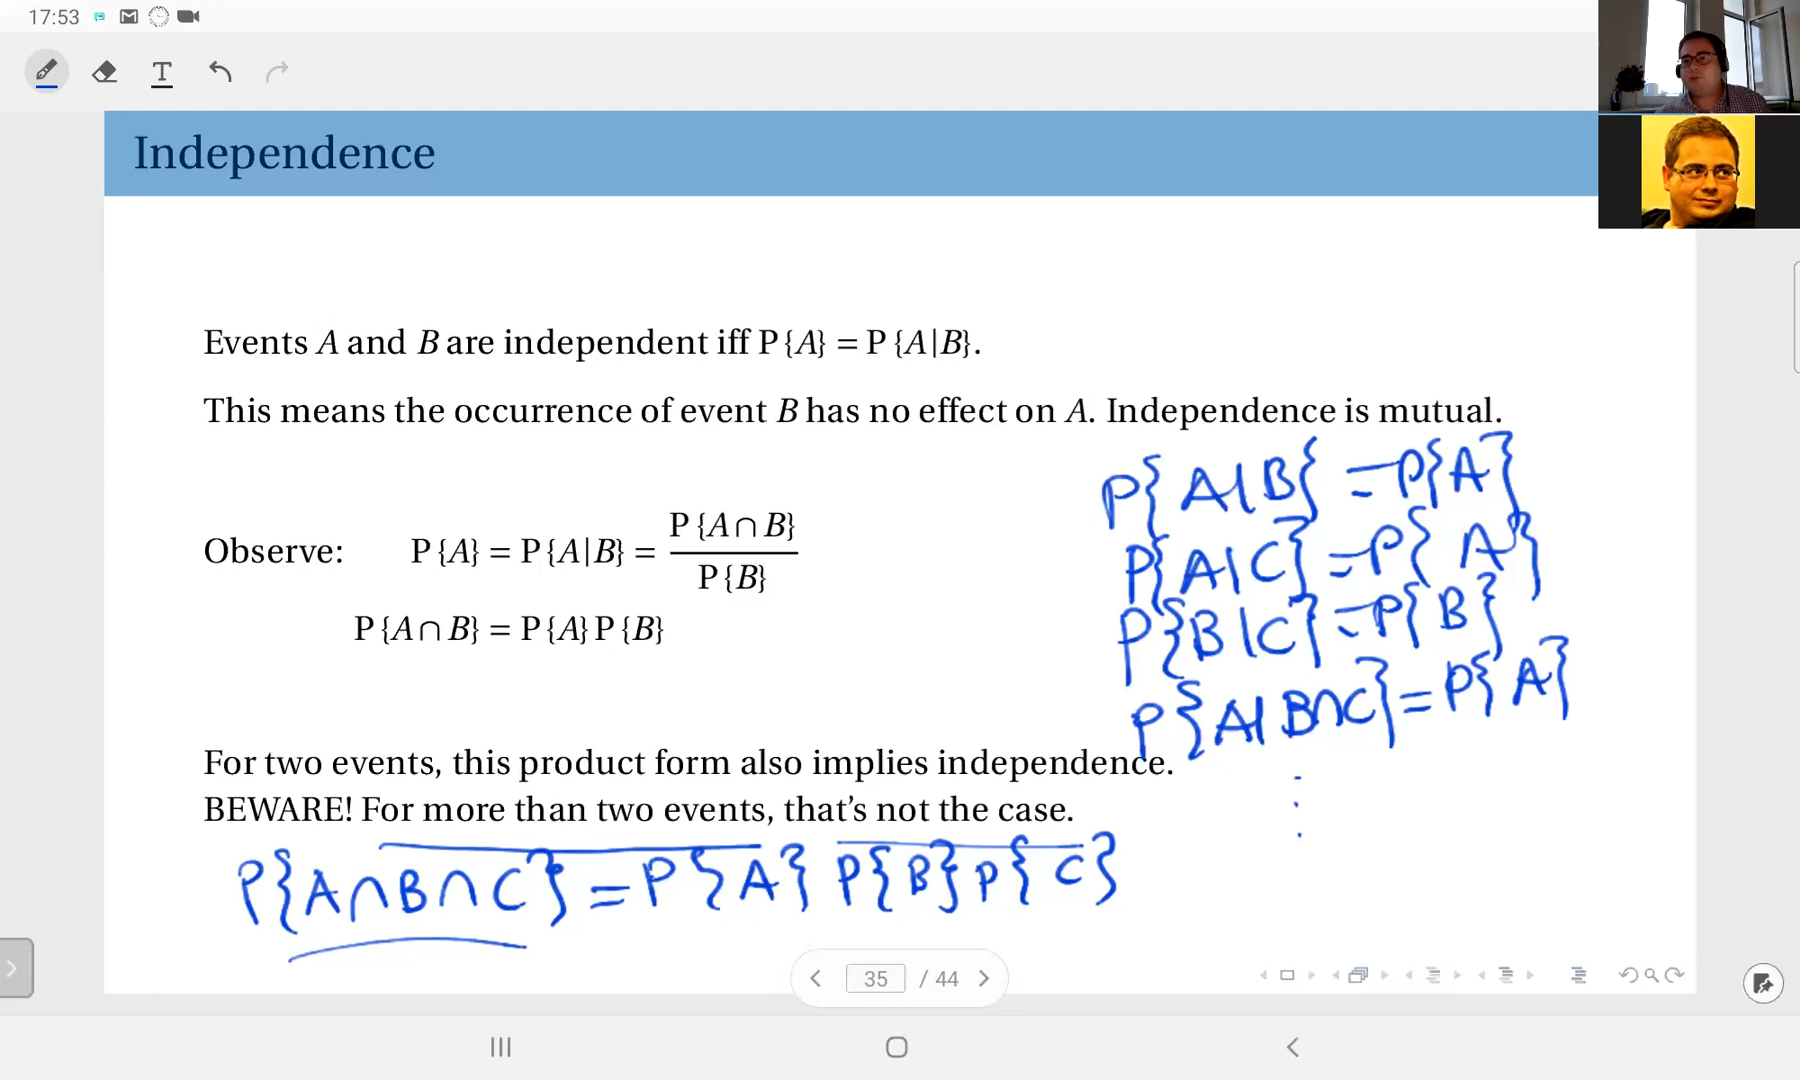 17:53
T
Independence
Events A and B are independent iff P{A} = P{A|B}.
This means the occurrence of event B has no effect on A. Independence is mutual.
P{A|B} = P{A}
P{A|C} = P{A}
P{B|C} = P{B}
P{A|B∩C} = P{A}
⋮
Observe: P{A} = P{A|B} = P{A∩B} / P{B}
P{A∩B} = P{A}P{B}
For two events, this product form also implies independence.
BEWARE! For more than two events, that's not the case.
P{A∩B∩C} = P{A} P{B} P{C}
35 / 44